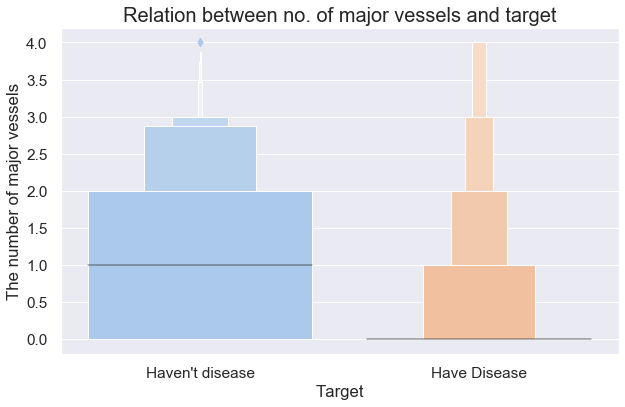 Relation between no. of major vessels and target
The number of major vessels
4.0
3.5
3.0
2.5
2.0
1.5
1.0
0.5
0.0
Haven't disease
Have Disease
Target